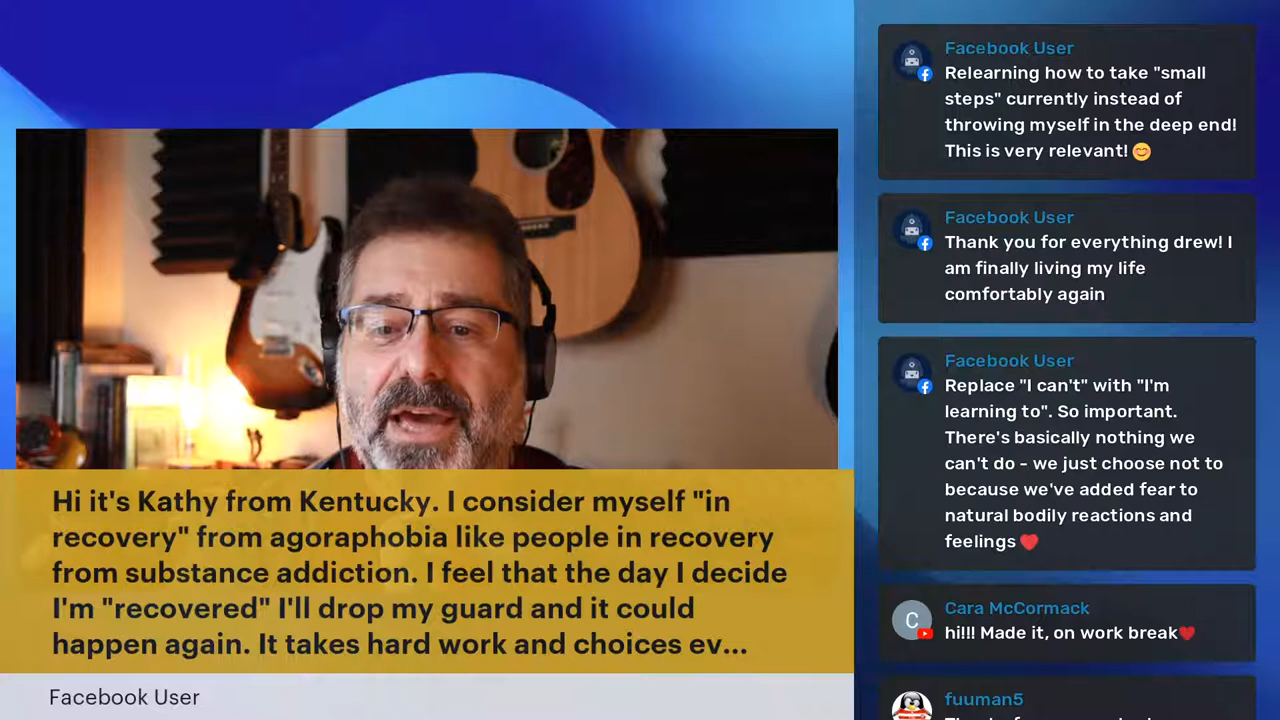 Hi it's Kathy from Kentucky. I consider myself "in
recovery" from agoraphobia like people in recovery
from substance addiction. I feel that the day I decide
I'm "recovered" I'll drop my guard and it could
happen again. It takes hard work and choices ev...
Facebook User
Facebook User
Relearning how to take "small
steps" currently instead of
throwing myself in the deep end!
This is very relevant! 😊
Facebook User
Thank you for everything drew! I
am finally living my life
comfortably again
Facebook User
Replace "I can't" with "I'm
learning to". So important.
There's basically nothing we
can't do - we just choose not to
because we've added fear to
natural bodily reactions and
feelings ❤️
C
Cara McCormack
hi!!! Made it, on work break❤️
fuuman5